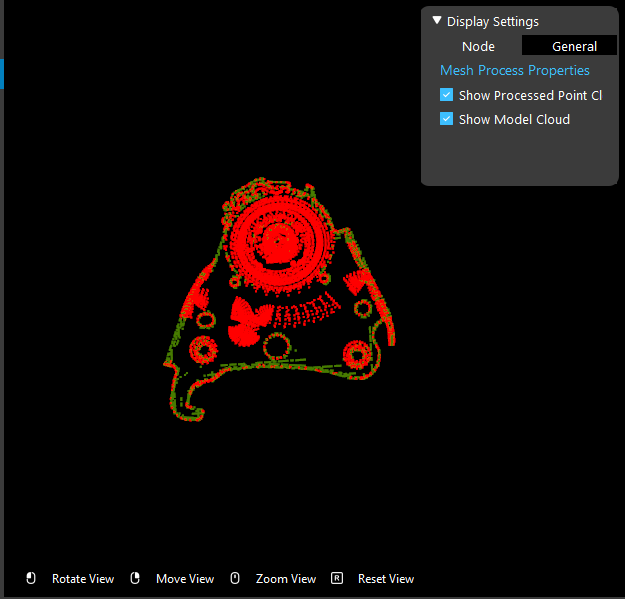 Display Settings
Node General
Mesh Process Properties
Show Processed Point Cl
Show Model Cloud
Rotate View Move View Zoom View R Reset View